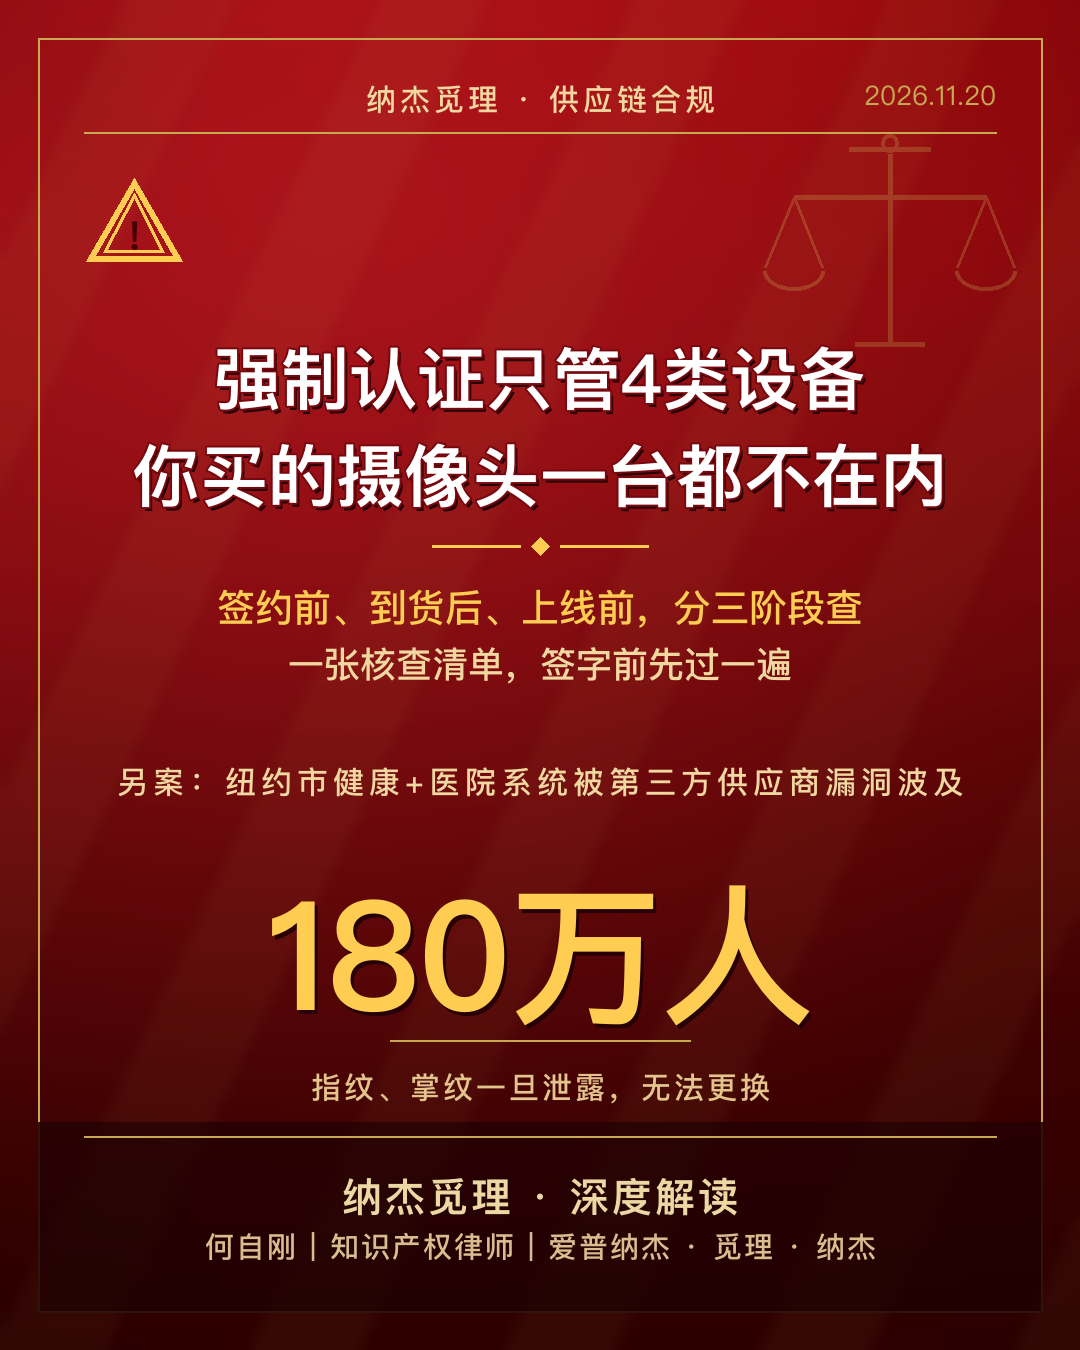 纳杰觅理 · 供应链合规
2026.11.20
!
强制认证只管4类设备
你买的摄像头一台都不在内
签约前、到货后、上线前，分三阶段查
一张核查清单，签字前先过一遍
另案：纽约市健康+医院系统被第三方供应商漏洞波及
180万人
指纹、掌纹一旦泄露，无法更换
纳杰觅理 · 深度解读
何自刚｜知识产权律师｜爱普纳杰 · 觅理 · 纳杰